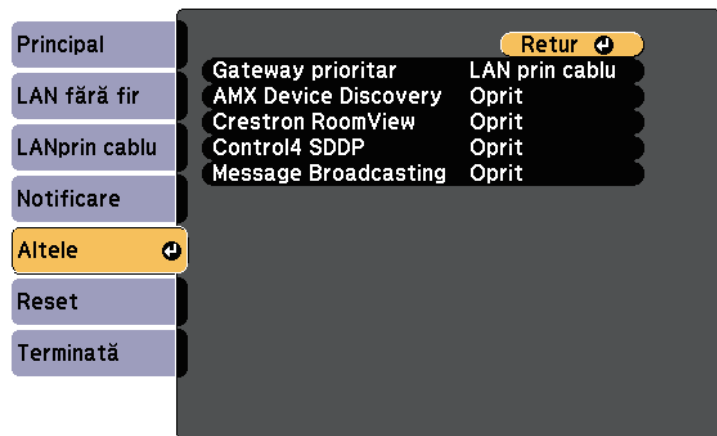 Principal
LAN fără fir
LANprin cablu
Notificare
Altele
Reset
Terminată
Retur
Gateway prioritar LAN prin cablu
AMX Device Discovery Oprit
Crestron RoomView Oprit
Control4 SDDP Oprit
Message Broadcasting Oprit